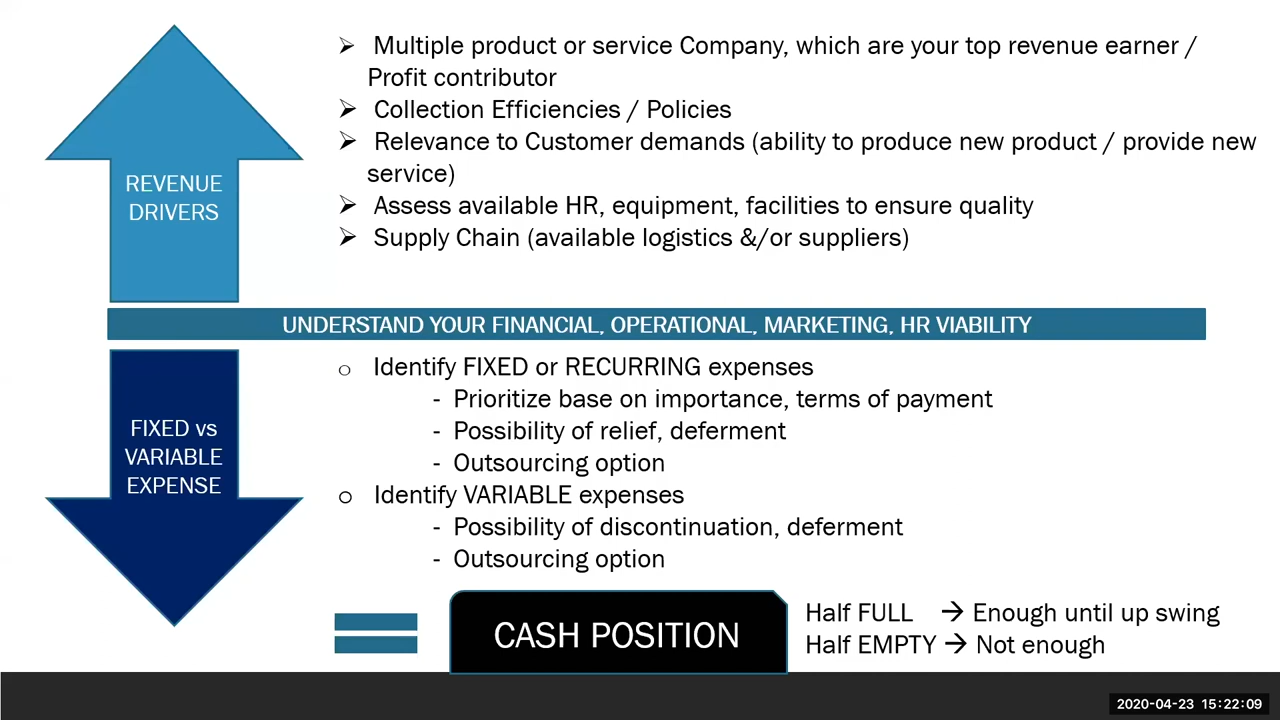 ➢ Multiple product or service Company, which are your top revenue earner /
Profit contributor
➢ Collection Efficiencies / Policies
➢ Relevance to Customer demands (ability to produce new product / provide new
service)
➢ Assess available HR, equipment, facilities to ensure quality
➢ Supply Chain (available logistics &/or suppliers)
REVENUE
DRIVERS
UNDERSTAND YOUR FINANCIAL, OPERATIONAL, MARKETING, HR VIABILITY
FIXED vs
VARIABLE
EXPENSE
o Identify FIXED or RECURRING expenses
- Prioritize base on importance, terms of payment
- Possibility of relief, deferment
- Outsourcing option
o Identify VARIABLE expenses
- Possibility of discontinuation, deferment
- Outsourcing option
CASH POSITION
Half FULL → Enough until up swing
Half EMPTY → Not enough
2020-04-23 15:22:09